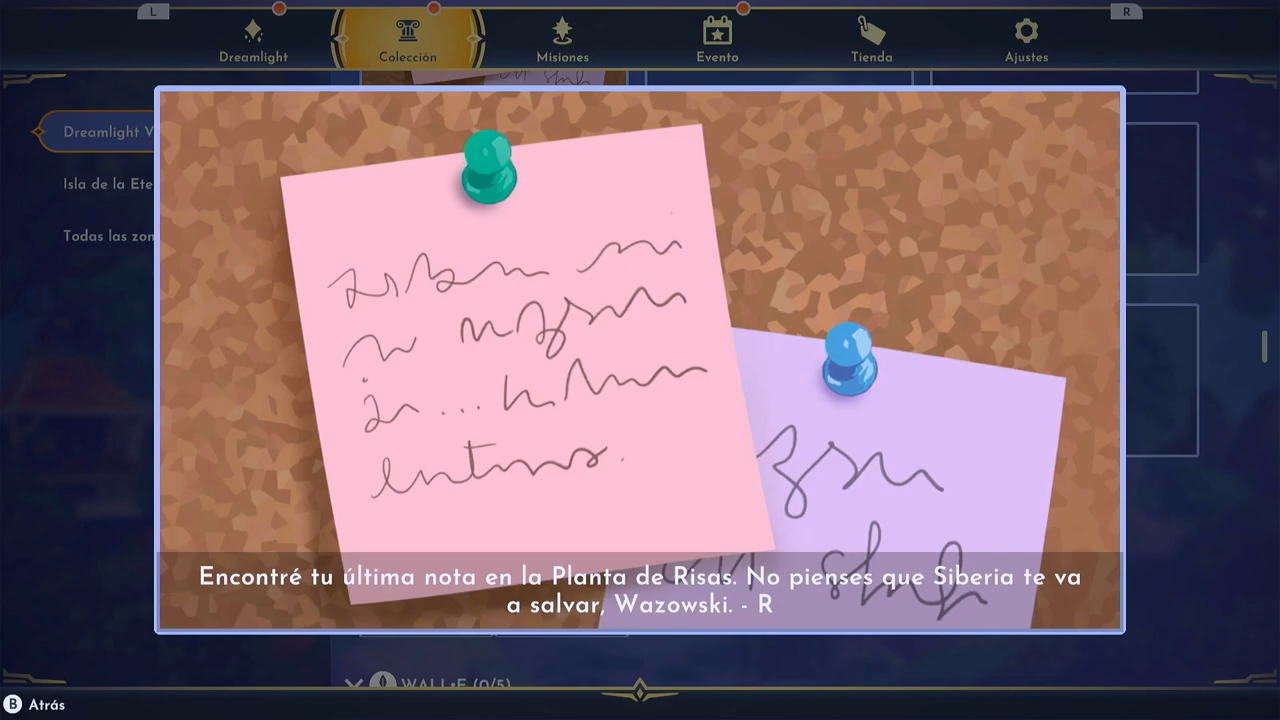 L
R
Dreamlight
Colección
Misiones
Evento
Tienda
Ajustes
Dreamlight V
Isla de la Ete
Todas las zon
Encontré tu última nota en la Planta de Risas. No pienses que Siberia te va
a salvar, Wazowski. - R
WALL•E (0/5)
B Atrás